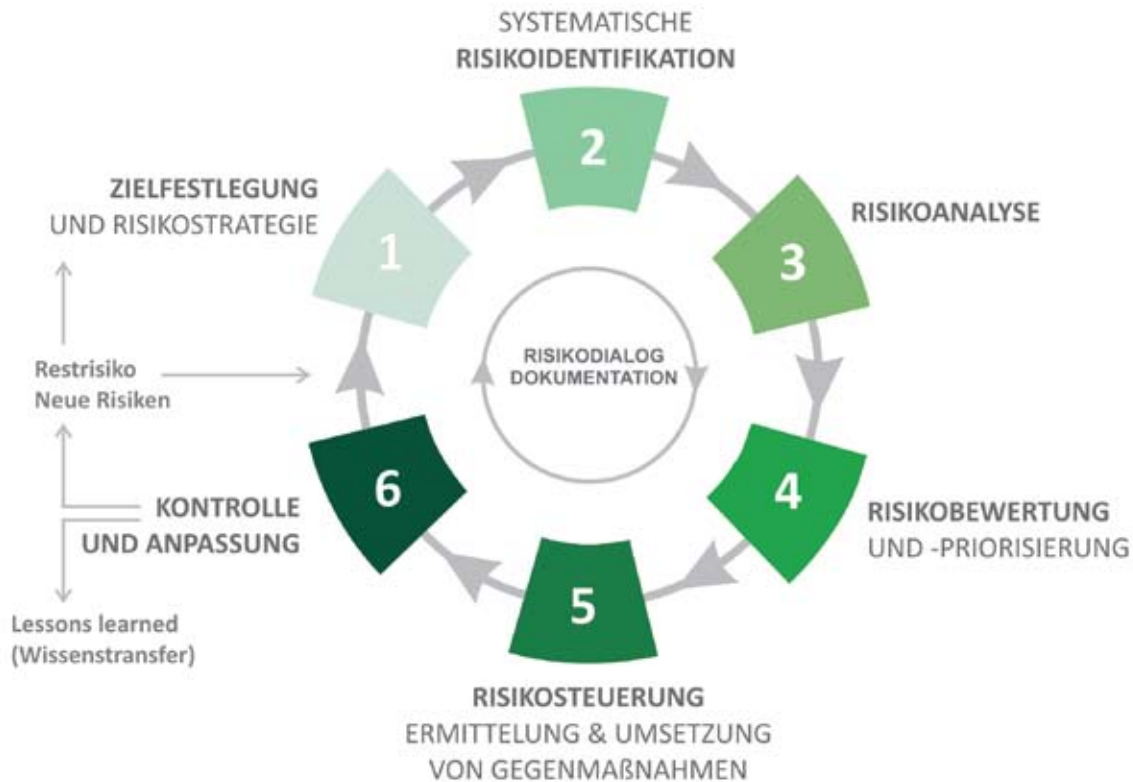 SYSTEMATISCHE
RISIKOIDENTIFIKATION
2
ZIELFESTLEGUNG
UND RISIKOSTRATEGIE
1
RISIKOANALYSE
3
RISIKODIALOG
DOKUMENTATION
Restrisiko
Neue Risiken
6
KONTROLLE
UND ANPASSUNG
4
RISIKOBEWERTUNG
UND -PRIORISIERUNG
Lessons learned
(Wissenstransfer)
5
RISIKOSTEUERUNG
ERMITTELUNG & UMSETZUNG
VON GEGENMAßNAHMEN